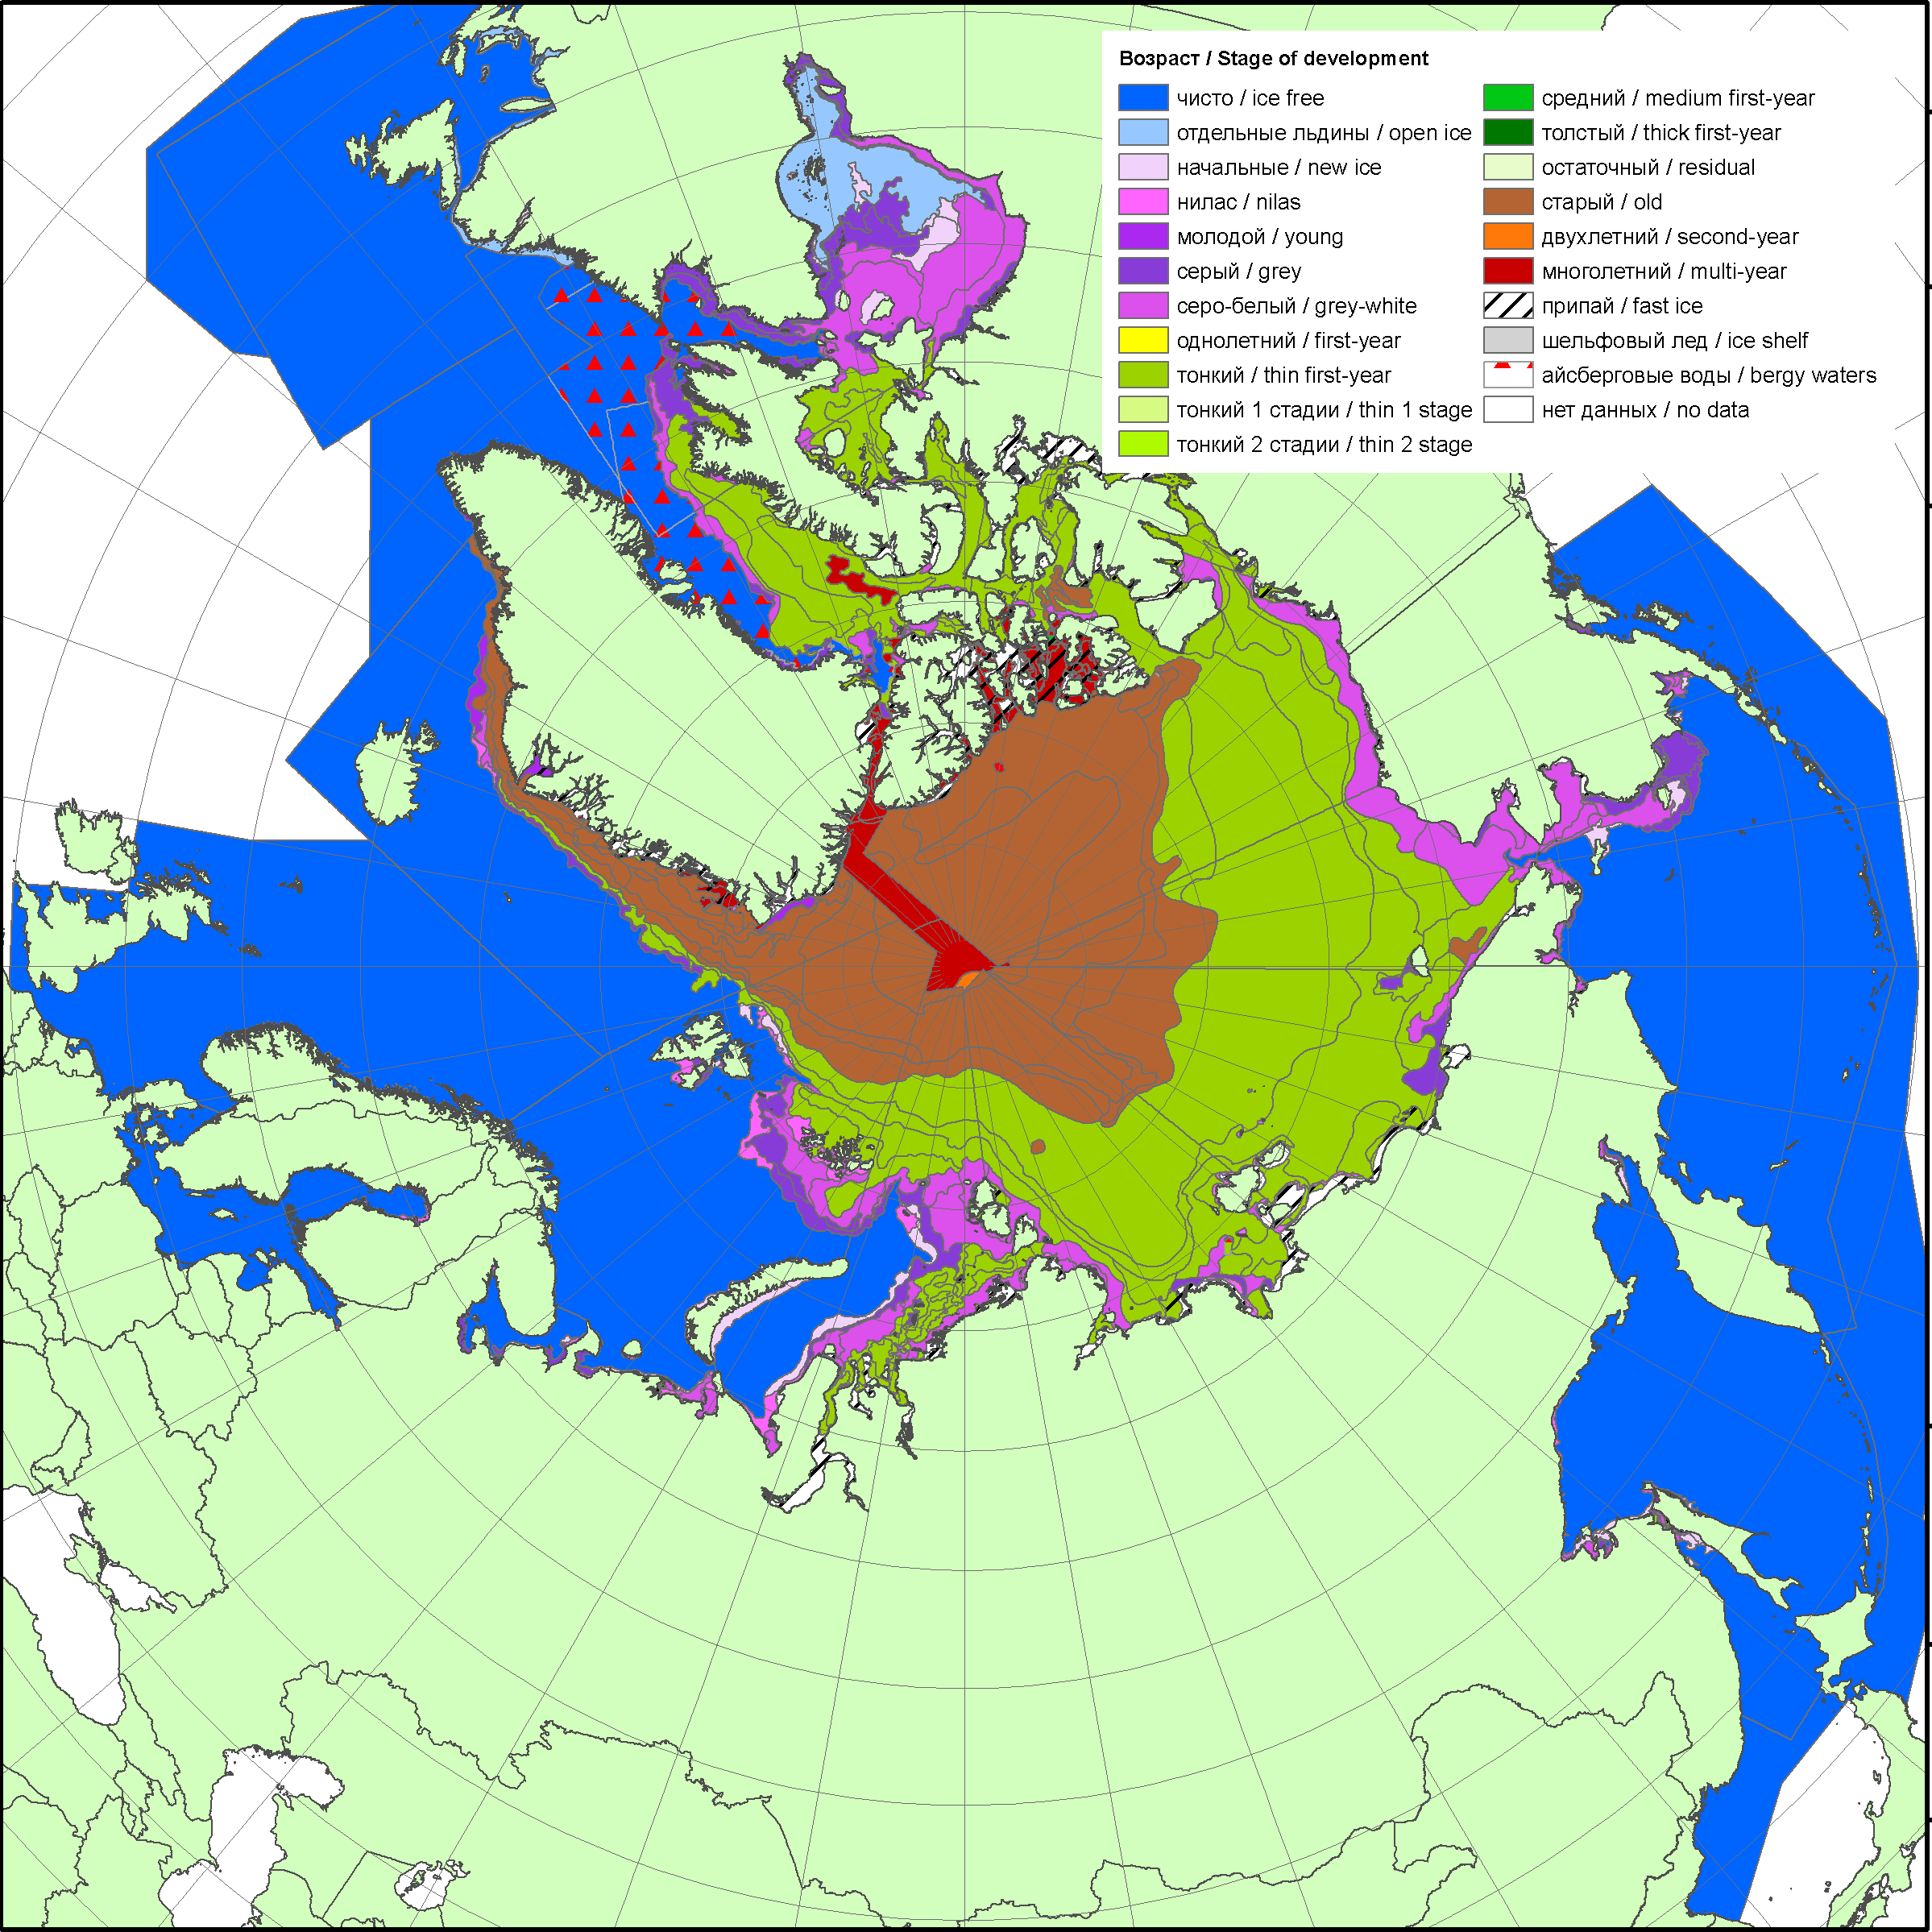 Возраст / Stage of development
чисто / ice free
отдельные льдины / open ice
начальные / new ice
нилас / nilas
молодой / young
серый / grey
серо-белый / grey-white
однолетний / first-year
тонкий / thin first-year
тонкий 1 стадии / thin 1 stage
тонкий 2 стадии / thin 2 stage
средний / medium first-year
толстый / thick first-year
остаточный / residual
старый / old
двухлетний / second-year
многолетний / multi-year
припай / fast ice
шельфовый лед / ice shelf
айсберговые воды / bergy waters
нет данных / no data